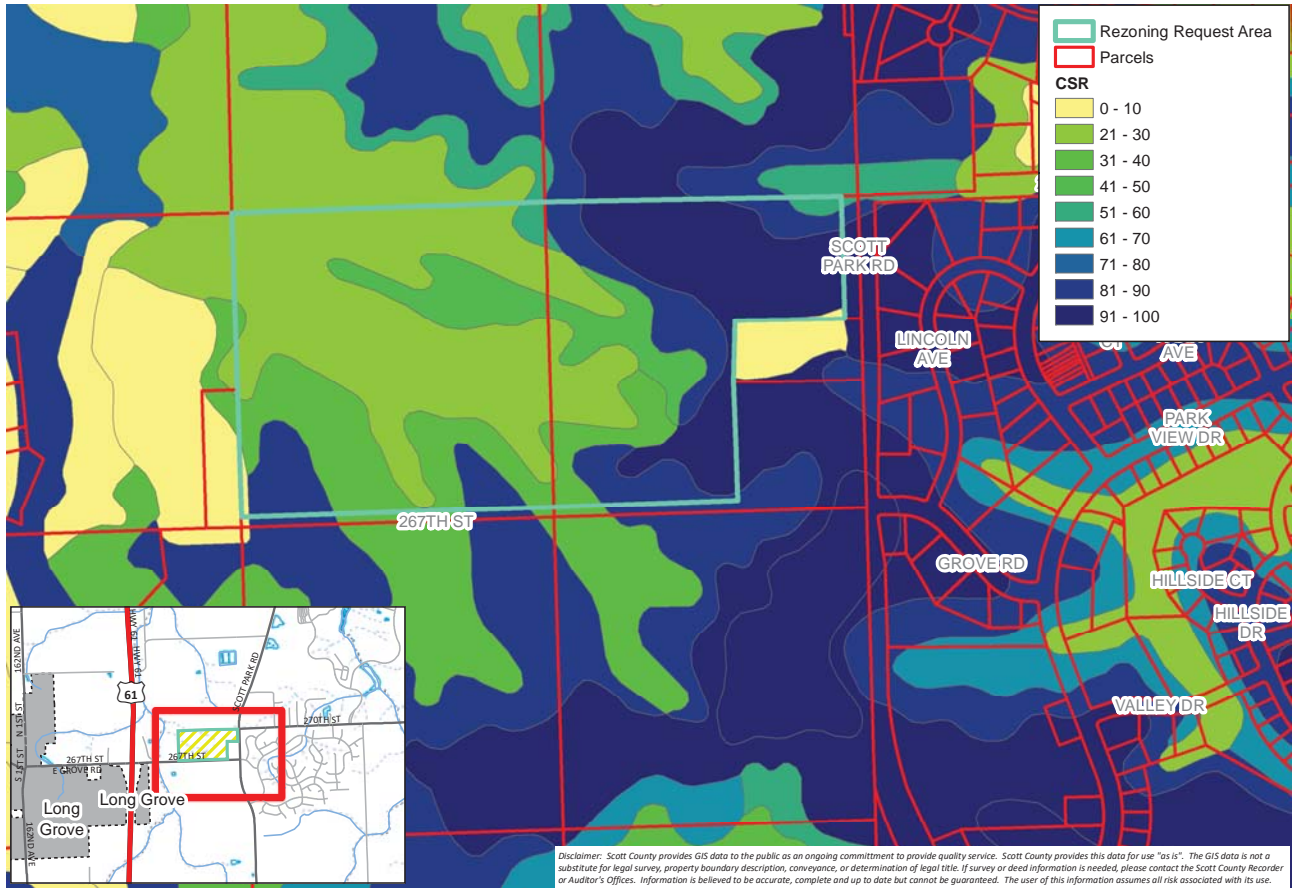 Rezoning Request Area
Parcels
CSR
0 - 10
21 - 30
31 - 40
41 - 50
51 - 60
61 - 70
71 - 80
81 - 90
91 - 100
SCOTT
PARK RD
LINCOLN
AVE
CT
AVE
PARK
VIEW DR
267TH ST
GROVE RD
HILLSIDE CT
HILLSIDE
DR
VALLEY DR
162ND AVE
N 1ST ST
S 1ST ST
162ND AVE
HWY 61
HWY 61
61
SCOTT PARK RD
270TH ST
267TH ST
267TH ST
E GROVE RD
Long
Grove
Long Grove
Disclaimer: Scott County provides GIS data to the public as an ongoing committment to provide quality service. Scott County provides this data for use "as is". The GIS data is not a
substitute for legal survey, property boundary description, conveyance, or determination of legal title. If survey or deed information is needed, please contact the Scott County Recorder
or Auditor's Offices. Information is believed to be accurate, complete and up to date but cannot be guaranteed. The user of this information assumes all risk associated with its use.